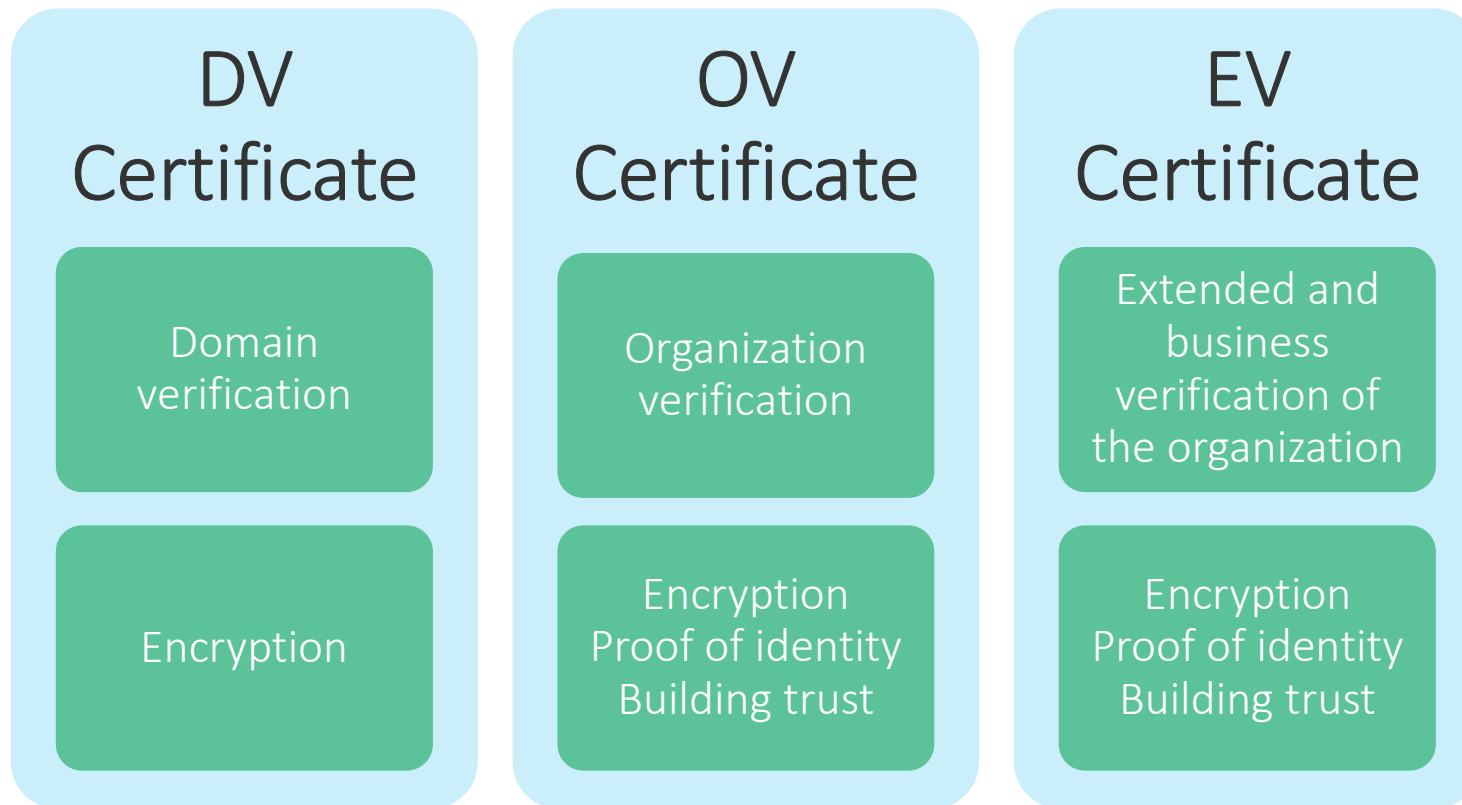 DV
Certificate
Domain
verification
Encryption
OV
Certificate
Organization
verification
Encryption
Proof of identity
Building trust
EV
Certificate
Extended and
business
verification of
the organization
Encryption
Proof of identity
Building trust